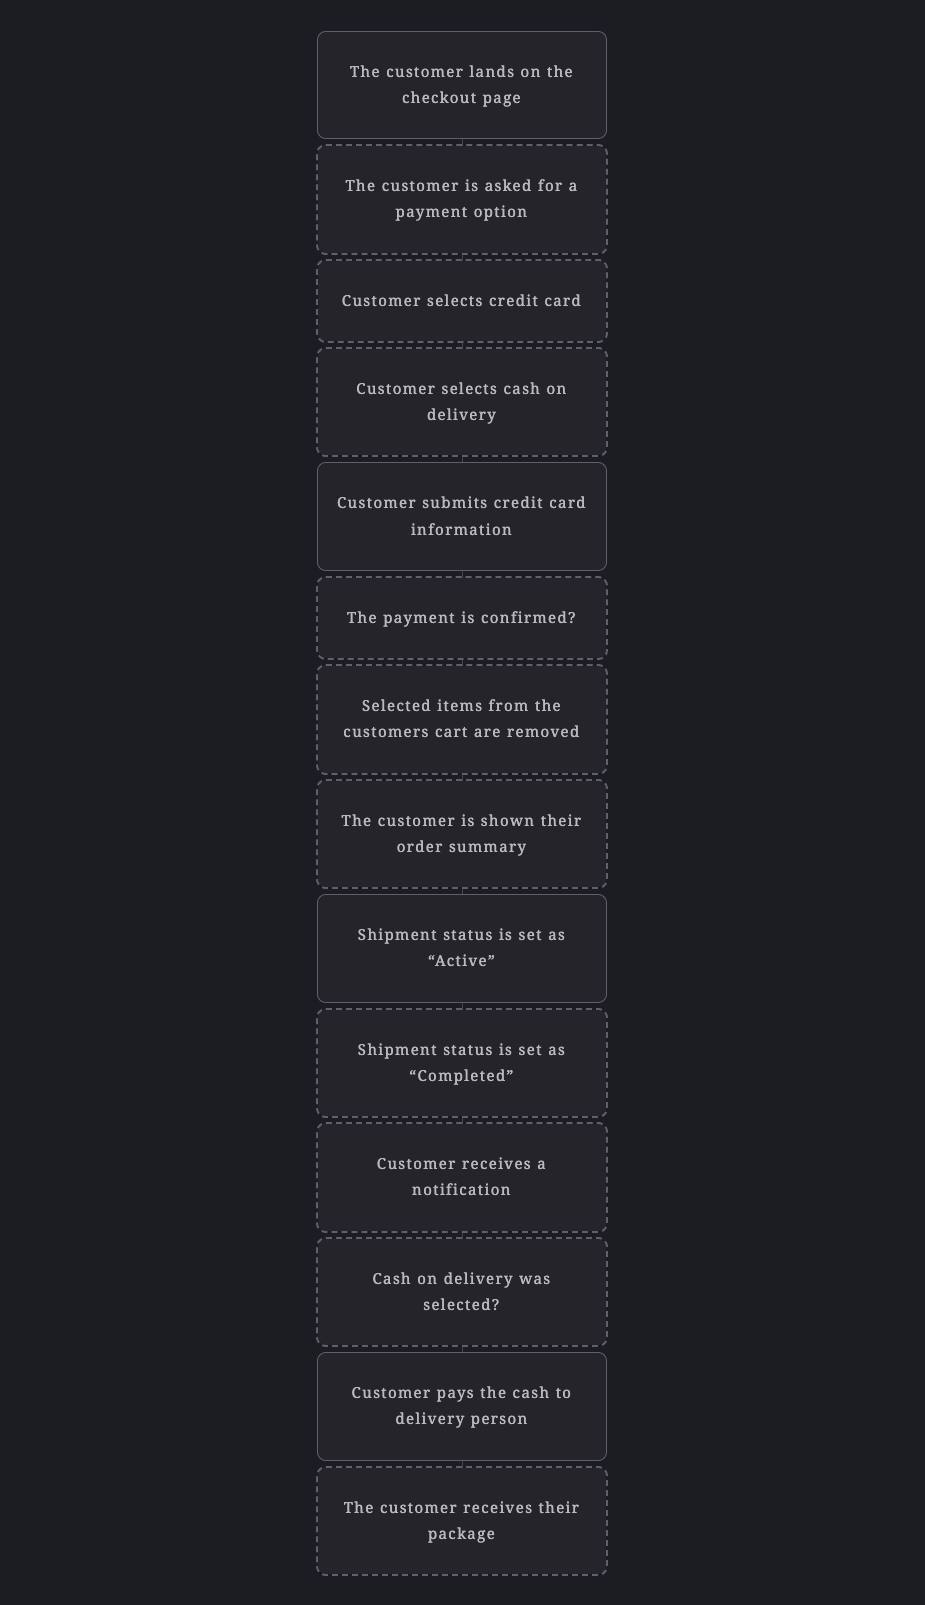 The customer lands on the
checkout page
The customer is asked for a
payment option
Customer selects credit card
Customer selects cash on
delivery
Customer submits credit card
information
The payment is confirmed?
Selected items from the
customers cart are removed
The customer is shown their
order summary
Shipment status is set as
“Active”
Shipment status is set as
“Completed”
Customer receives a
notification
Cash on delivery was
selected?
Customer pays the cash to
delivery person
The customer receives their
package